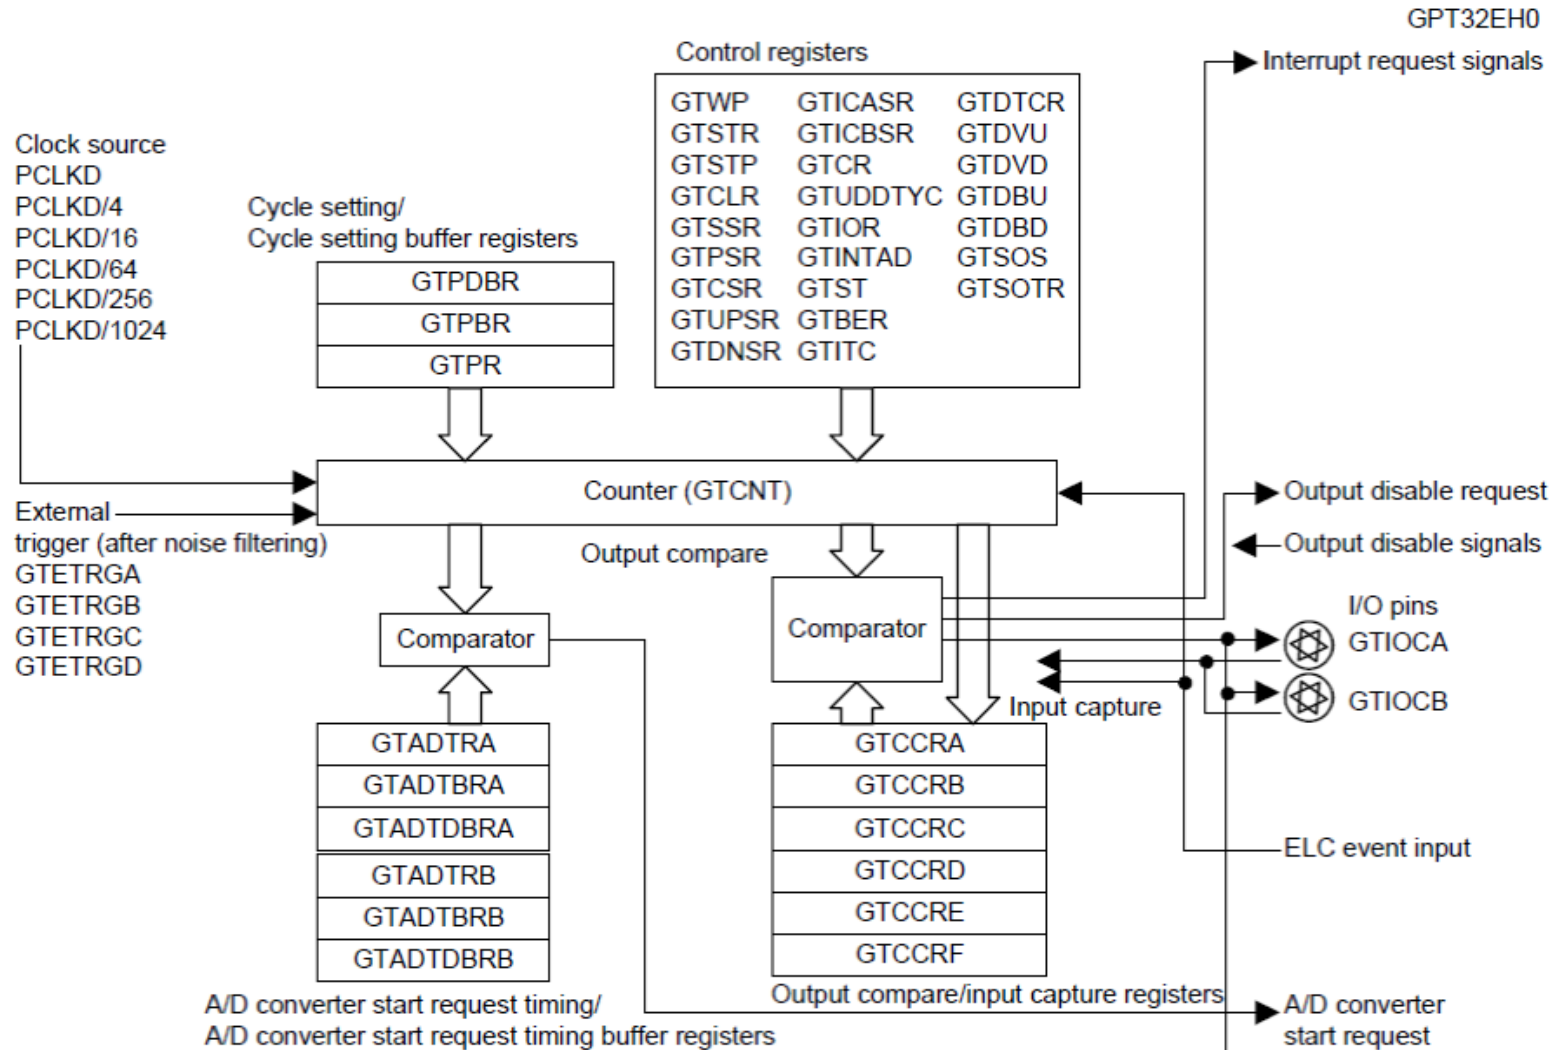 GPT32EH0
Interrupt request signals
Control registers
GTWP GTICASR GTDTCR
GTSTR GTICBSR GTDVU
GTSTP GTCR GTDVD
GTCLR GTUDDTYC GTDBU
GTSSR GTIOR GTDBD
GTPSR GTINTAD GTSOS
GTCSR GTST GTSOTR
GTUPSR GTBER
GTDNSR GTITC
Clock source
PCLKD
PCLKD/4
PCLKD/16
PCLKD/64
PCLKD/256
PCLKD/1024
Cycle setting/
Cycle setting buffer registers
GTPDBR
GTPBR
GTPR
Counter (GTCNT)
External
trigger (after noise filtering)
GTETRGA
GTETRGB
GTETRGC
GTETRGD
Output compare
Comparator
Comparator
Output disable request
Output disable signals
I/O pins
GTIOCA
GTIOCB
Input capture
GTADTRA
GTADTBRA
GTADTDBRA
GTADTRB
GTADTBRB
GTADTDBRB
A/D converter start request timing/
A/D converter start request timing buffer registers
GTCCRA
GTCCRB
GTCCRC
GTCCRD
GTCCRE
GTCCRF
Output compare/input capture registers
ELC event input
A/D converter
start request